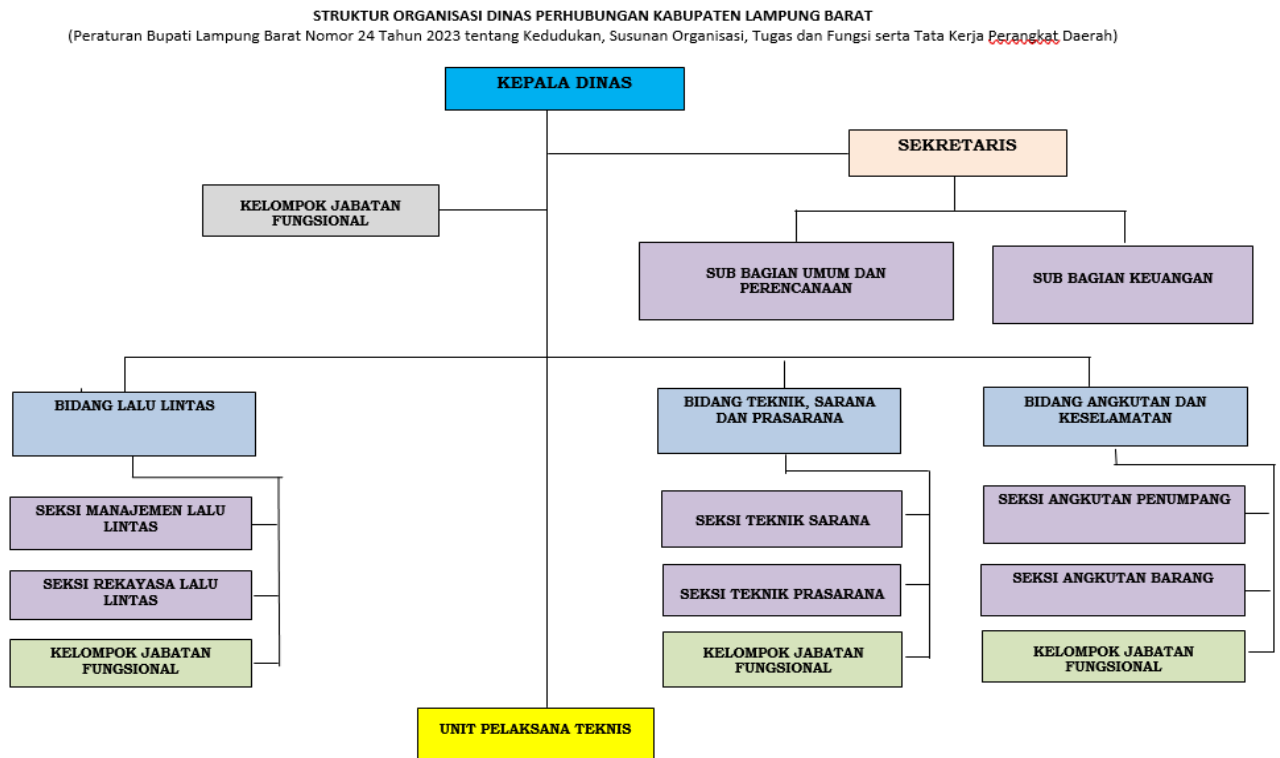 STRUKTUR ORGANISASI DINAS PERHUBUNGAN KABUPATEN LAMPUNG BARAT
(Peraturan Bupati Lampung Barat Nomor 24 Tahun 2023 tentang Kedudukan, Susunan Organisasi, Tugas dan Fungsi serta Tata Kerja Perangkat Daerah)
KEPALA DINAS
SEKRETARIS
KELOMPOK JABATAN
FUNGSIONAL
SUB BAGIAN UMUM DAN
PERENCANAAN
SUB BAGIAN KEUANGAN
BIDANG LALU LINTAS
BIDANG TEKNIK, SARANA
DAN PRASARANA
BIDANG ANGKUTAN DAN
KESELAMATAN
SEKSI MANAJEMEN LALU
LINTAS
SEKSI TEKNIK SARANA
SEKSI ANGKUTAN PENUMPANG
SEKSI REKAYASA LALU
LINTAS
SEKSI TEKNIK PRASARANA
SEKSI ANGKUTAN BARANG
KELOMPOK JABATAN
FUNGSIONAL
KELOMPOK JABATAN
FUNGSIONAL
KELOMPOK JABATAN
FUNGSIONAL
UNIT PELAKSANA TEKNIS